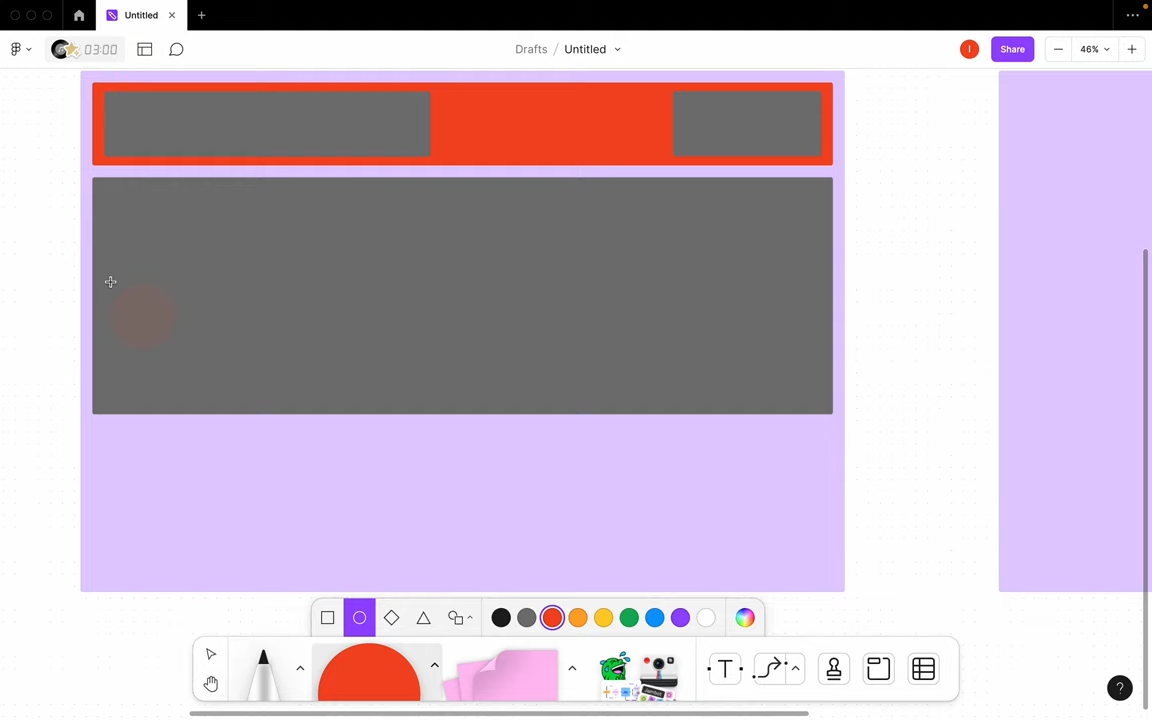 Untitled
03:00
Drafts / Untitled
I
Share
46%
T
?